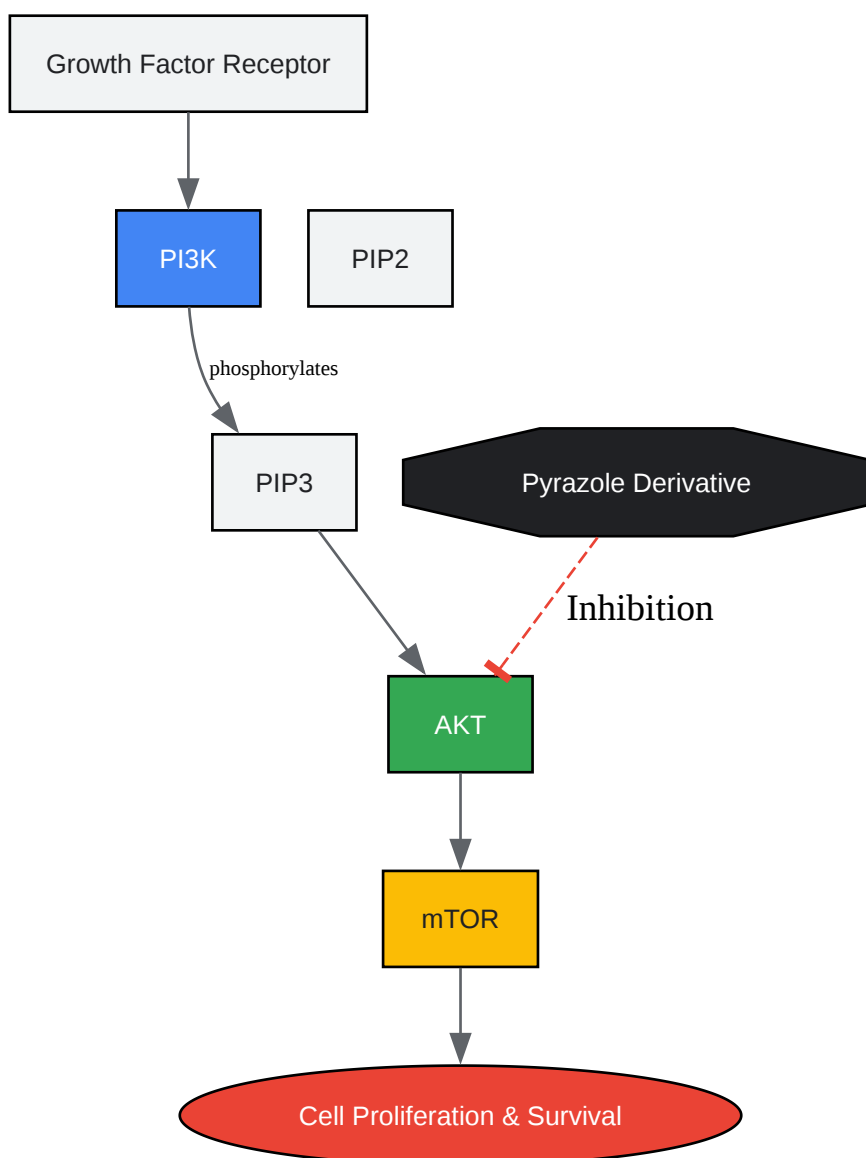 Growth Factor Receptor
PI3K
PIP2
phosphorylates
PIP3
Pyrazole Derivative
Inhibition
AKT
mTOR
Cell Proliferation & Survival